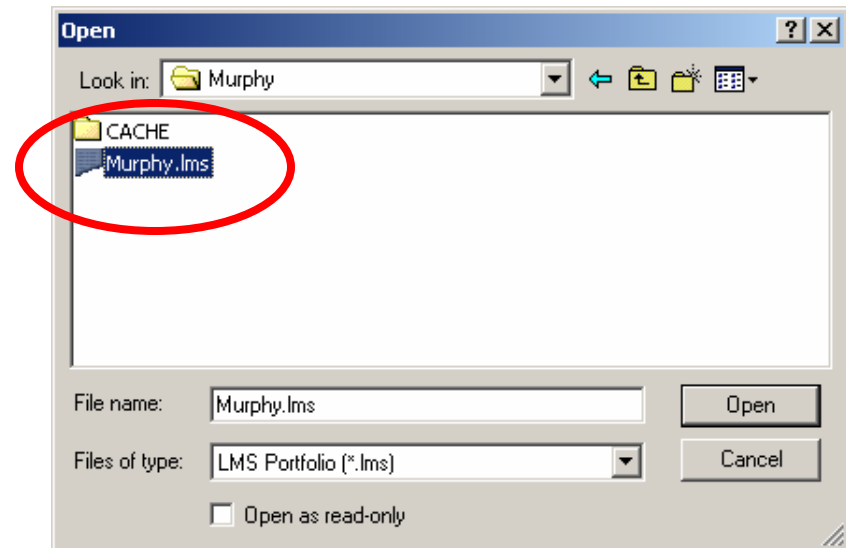 Open
Look in: Murphy
CACHE
Murphy.lms
File name: Murphy.lms Open
Files of type: LMS Portfolio (*.lms) Cancel
Open as read-only